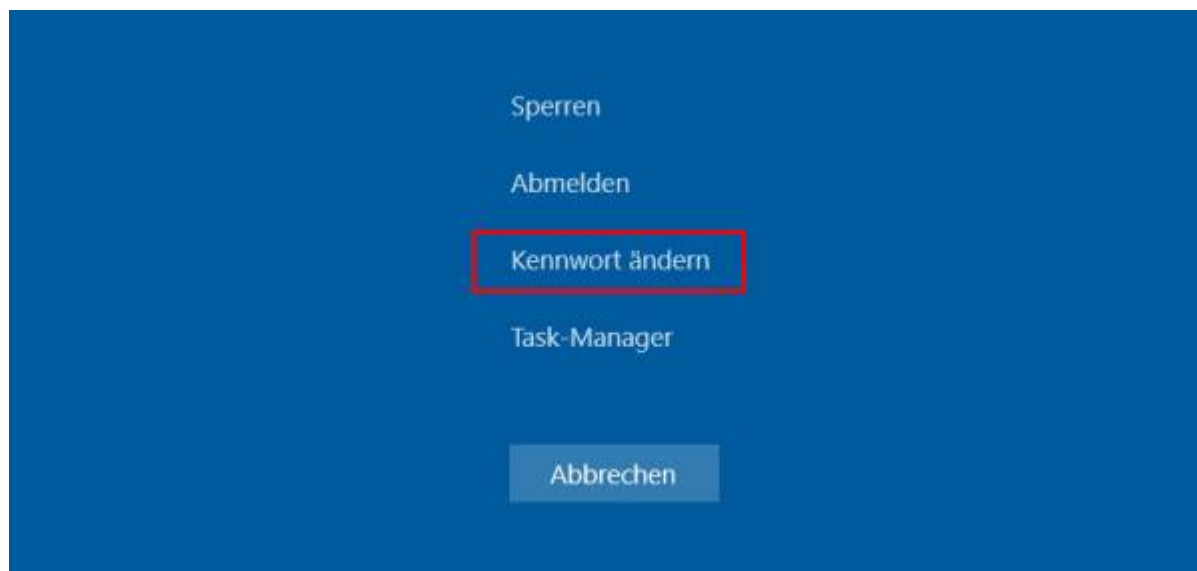 Sperren
Abmelden
Kennwort ändern
Task-Manager
Abbrechen